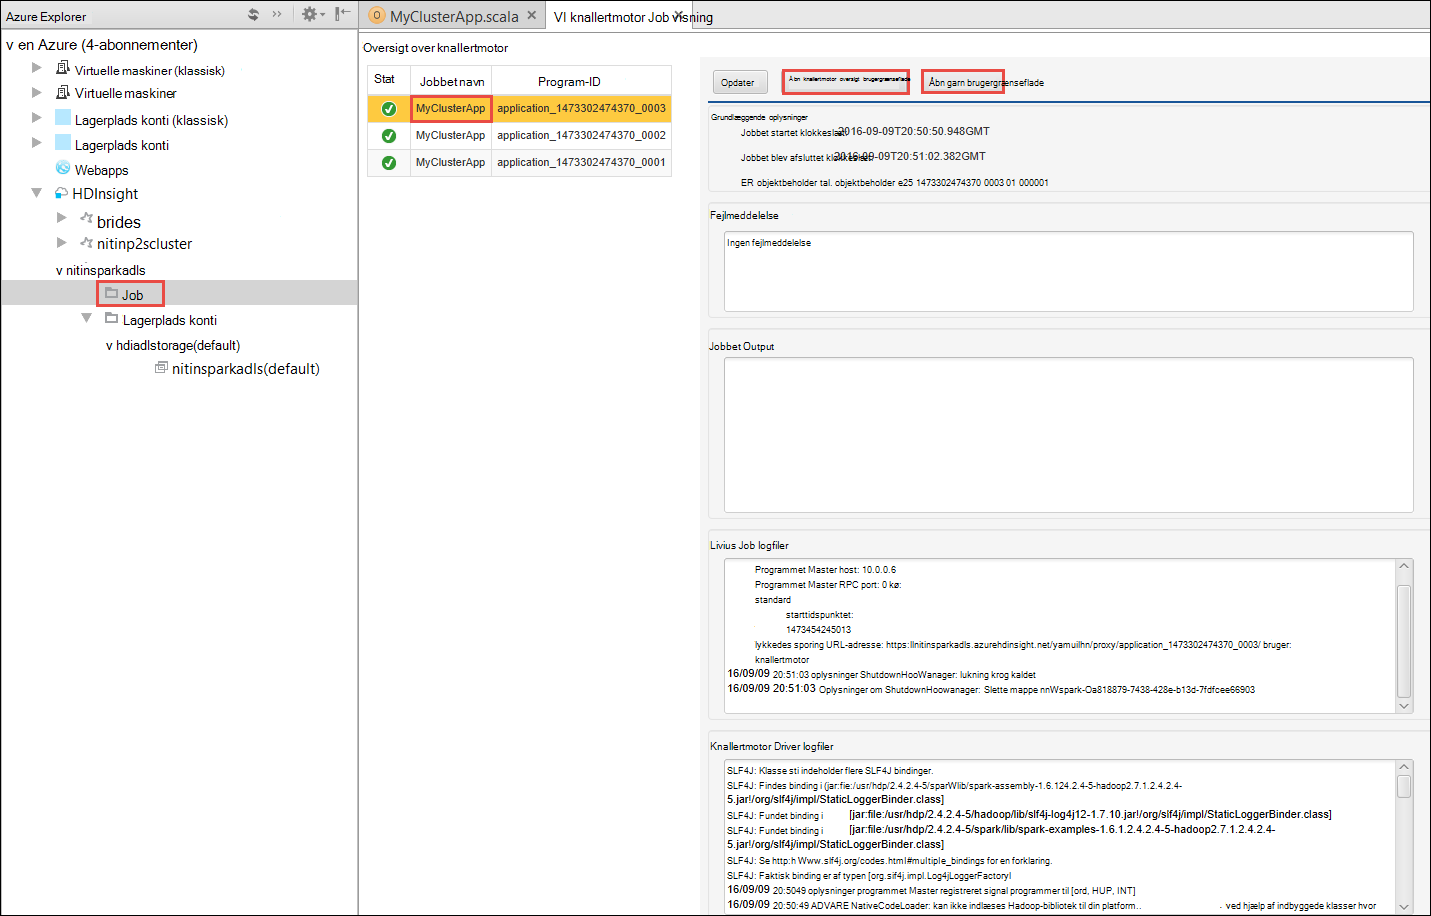 Azure Explorer
MyClusterApp.scala
VI knallertmotor Job visning
v en Azure (4-abonnementer)
Virtuelle maskiner (klassisk)
Virtuelle maskiner
Lagerplads konti (klassisk)
Lagerplads konti
Webapps
HDInsight
brides
nitinp2scluster
v nitinsparkadls
Job
Lagerplads konti
v hdiadlstorage(default)
nitinsparkadls(default)
Oversigt over knallertmotor
Stat Jobbet navn Program-ID
MyClusterApp application_1473302474370_0003
MyClusterApp application_1473302474370_0002
MyClusterApp application_1473302474370_0001
Opdater
Åbn knallertmotor oversigt brugergrænseflade
Åbn garn brugergrænseflade
Grundlæggende oplysninger
Jobbet startet klokkeslæt 2016-09-09T20:50:50.948GMT
Jobbet blev afsluttet klokkeslæt 2016-09-09T20:51:02.382GMT
ER objektbeholder tal. objektbeholder e25 1473302474370 0003 01 000001
Fejlmeddelelse
Ingen fejlmeddelelse
Jobbet Output
Livius Job logfiler
Programmet Master host: 10.0.0.6
Programmet Master RPC port: 0 kø:
standard
starttidspunktet:
1473454245013
lykkedes sporing URL-adresse: https:llnitinsparkadls.azurehdinsight.net/yamuilhn/proxy/application_1473302474370_0003/ bruger:
knallertmotor
16/09/09 20:51:03 oplysninger ShutdownHooWanager: lukning krog kaldet
16/09/09 20:51:03 Oplysninger om ShutdownHoowanager: Slette mappe nnWspark-Oa818879-7438-428e-b13d-7fdfcee66903
Knallertmotor Driver logfiler
SLF4J: Klasse sti indeholder flere SLF4J bindinger.
SLF4J: Findes binding i (jar:fie:/usr/hdp/2.4.2.4-5/sparWlib/spark-assembly-1.6.124.2.4-5-hadoop2.7.1.2.4.2.4-
5.jar!/org/slf4j/impl/StaticLoggerBinder.class]
SLF4J: Fundet binding i [jar:file:/usr/hdp/2.4.2.4-5/hadoop/lib/slf4j-log4j12-1.7.10.jar!/org/slf4j/impl/StaticLoggerBinder.class]
SLF4J: Fundet binding i [jar:file:/usr/hdp/2.4.2.4-5/spark/lib/spark-examples-1.6.1.2.4.2.4-5-hadoop2.7.1.2.4.2.4-
5.jar!/org/slf4j/impl/StaticLoggerBinder.class]
SLF4J: Se http:h Www.slf4j.org/codes.html#multiple_bindings for en forklaring.
SLF4J: Faktisk binding er af typen [org.slf4j.impl.Log4jLoggerFactoryl
16/09/09 20:5049 oplysninger programmet Master registreret signal programmer til [ord, HUP, INT]
16/09/09 20:50:49 ADVARE NativeCodeLoader: kan ikke indlæses Hadoop-bibliotek til din platform.. . ved hjælp af indbyggede klasser hvor